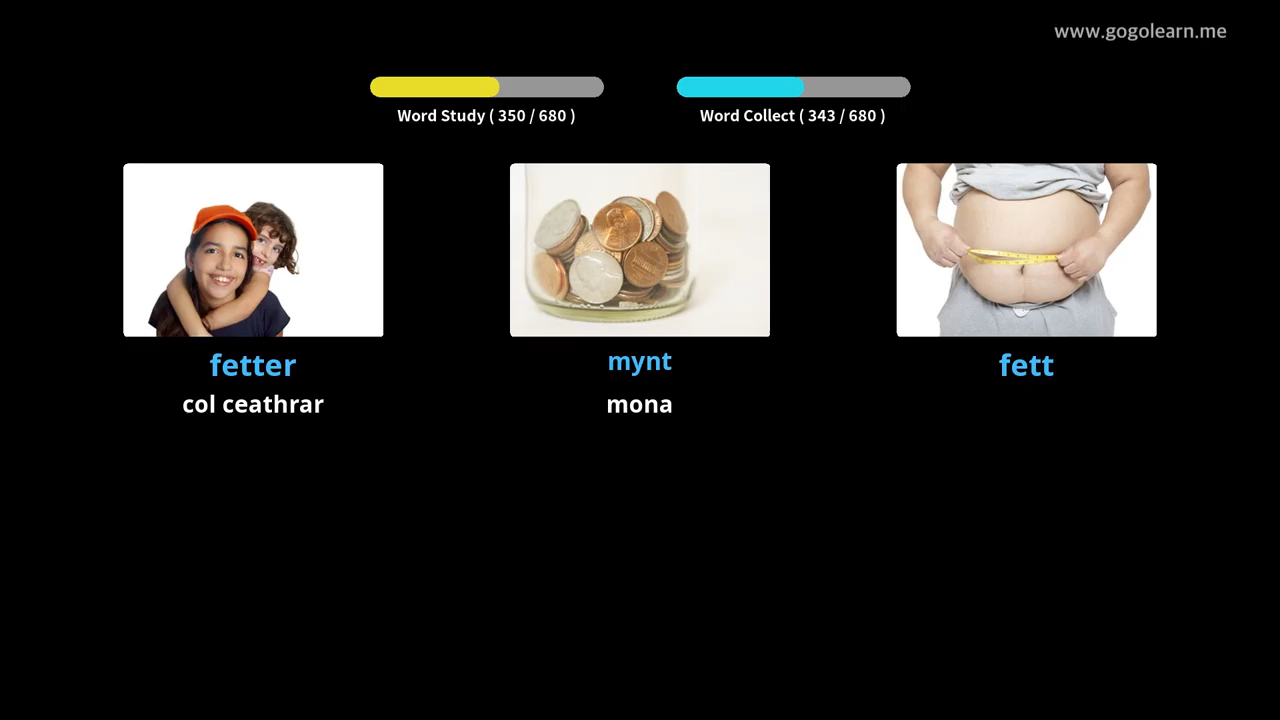 www.gogolearn.me
Word Study ( 350 / 680 )
Word Collect ( 343 / 680 )
fetter
mynt
fett
col ceathrar
mona